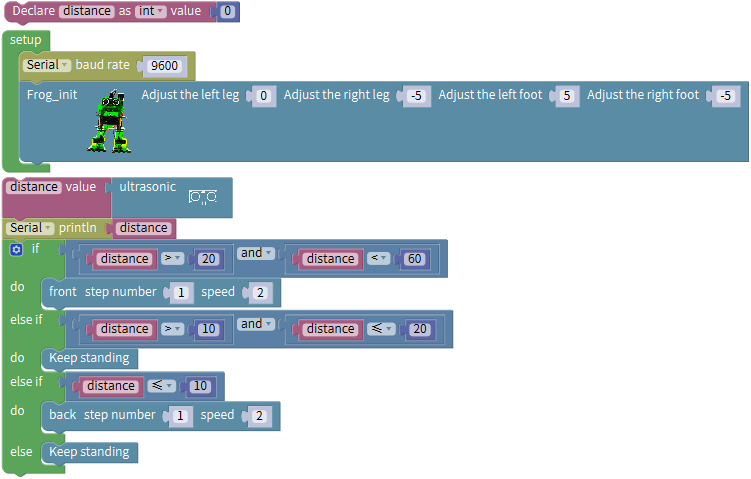 Declare distance as int value 0
setup
Serial baud rate 9600
Frog_init Adjust the left leg 0 Adjust the right leg -5 Adjust the left foot 5 Adjust the right foot -5
distance value ultrasonic
Serial println distance
if distance > 20 and distance < 60
do front step number 1 speed 2
else if distance > 10 and distance ≤ 20
do Keep standing
else if distance ≤ 10
do back step number 1 speed 2
else Keep standing